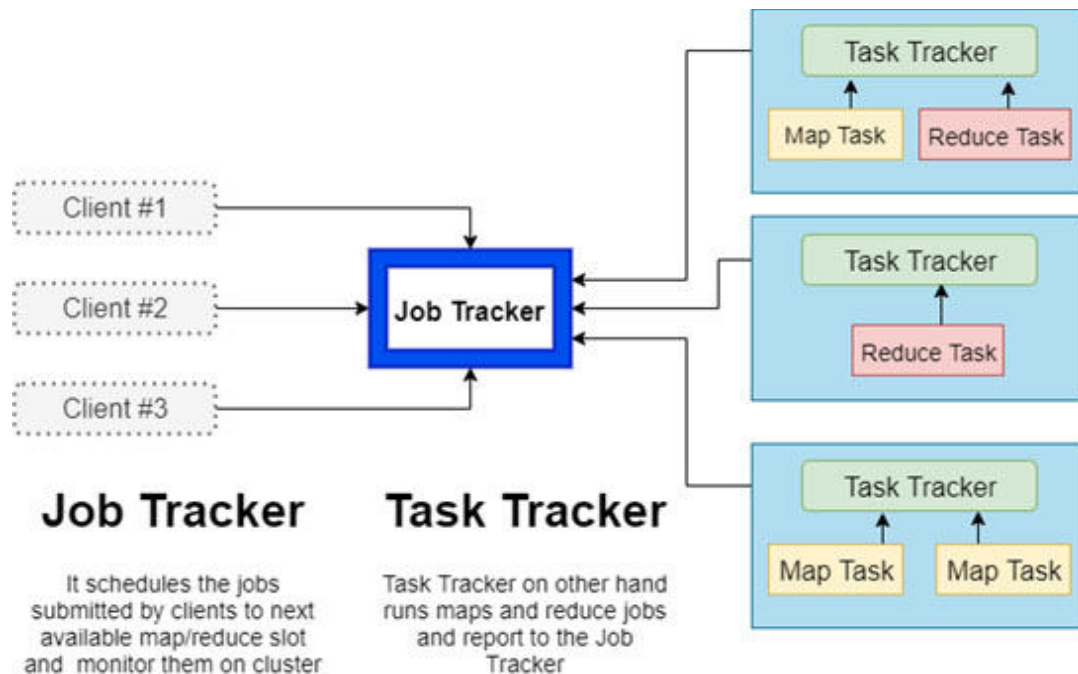 Task Tracker
Map Task
Reduce Task
Client #1
Client #2
Client #3
Job Tracker
Task Tracker
Reduce Task
Task Tracker
Map Task
Map Task
Job Tracker
It schedules the jobs
submitted by clients to next
available map/reduce slot
and monitor them on cluster
Task Tracker
Task Tracker on other hand
runs maps and reduce jobs
and report to the Job
Tracker